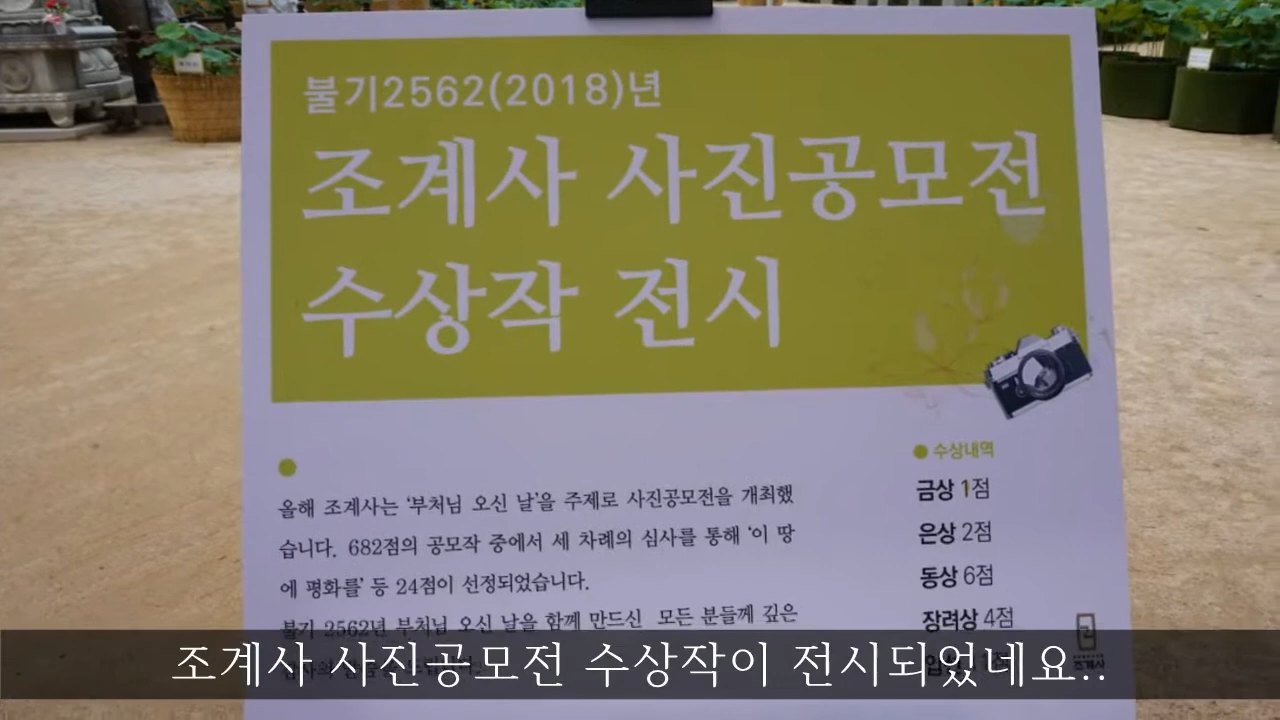 불기2562(2018)년
조계사 사진공모전
수상작 전시
올해 조계사는 '부처님 오신 날'을 주제로 사진공모전을 개최했
습니다. 682점의 공모작 중에서 세 차례의 심사를 통해 '이 땅
에 평화를' 등 24점이 선정되었습니다.
불기 2562년 부처님 오신 날을 함께 만드신 모든 분들께 깊은
수상내역
금상 1점
은상 2점
동상 6점
장려상 4점
조계사
조계사 사진공모전 수상작이 전시되었네요..